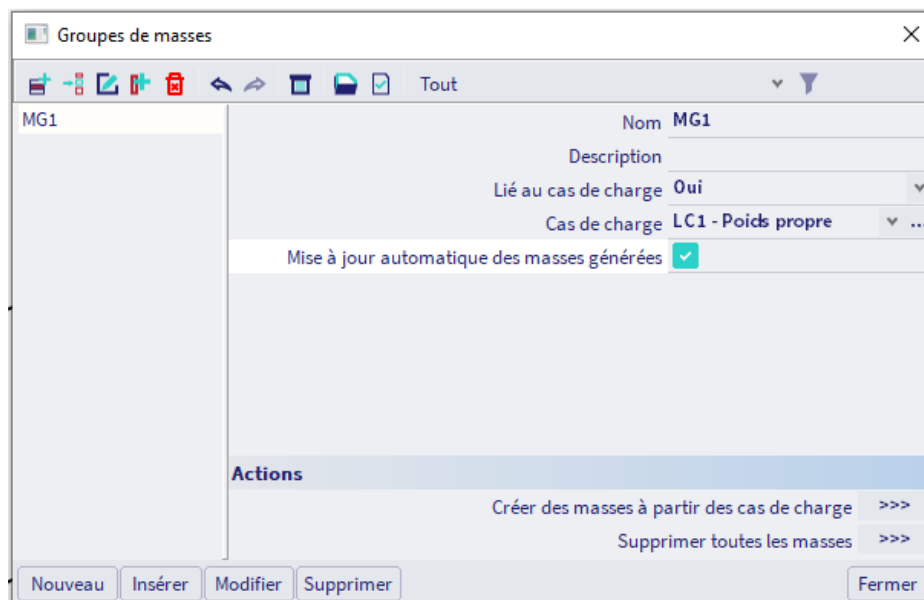 Groupes de masses
Tout
MG1
Nom MG1
Description
Lié au cas de charge Oui
Cas de charge LC1 - Poids propre ...
Mise à jour automatique des masses générées
Actions
Créer des masses à partir des cas de charge >>>
Supprimer toutes les masses >>>
Nouveau Insérer Modifier Supprimer Fermer